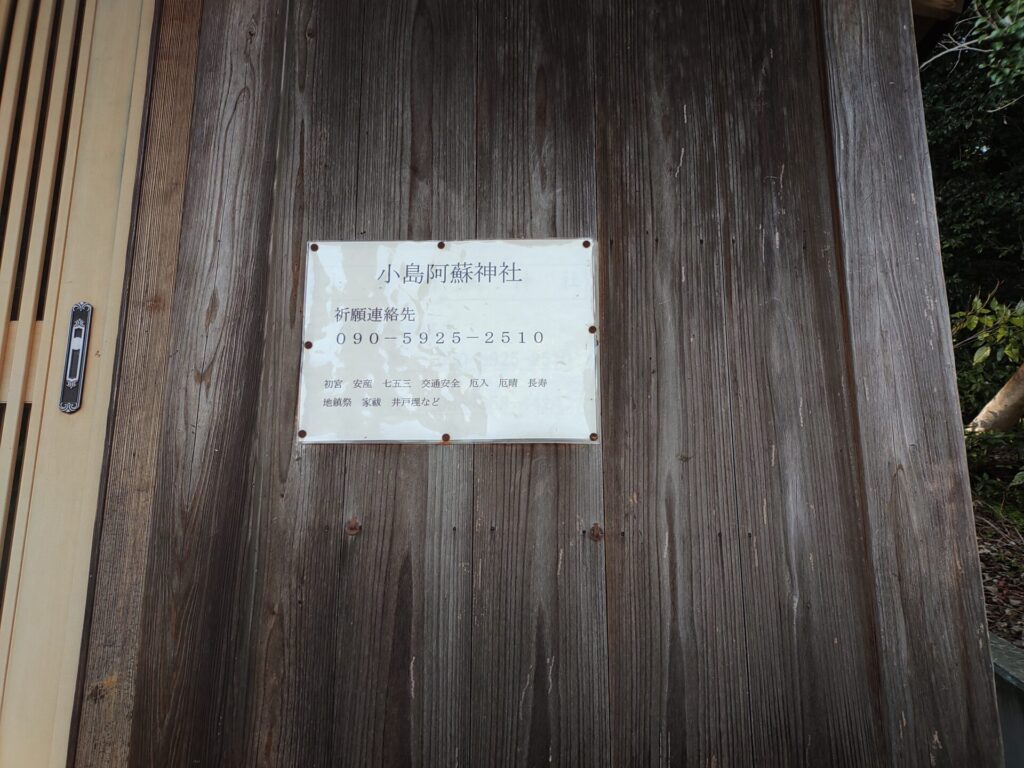 小島阿蘇神社
祈願連絡先
０９０－５９２５－２５１０
初宮　安産　七五三　交通安全　厄入　厄晴　長寿
地鎮祭　家祓　井戸埋など